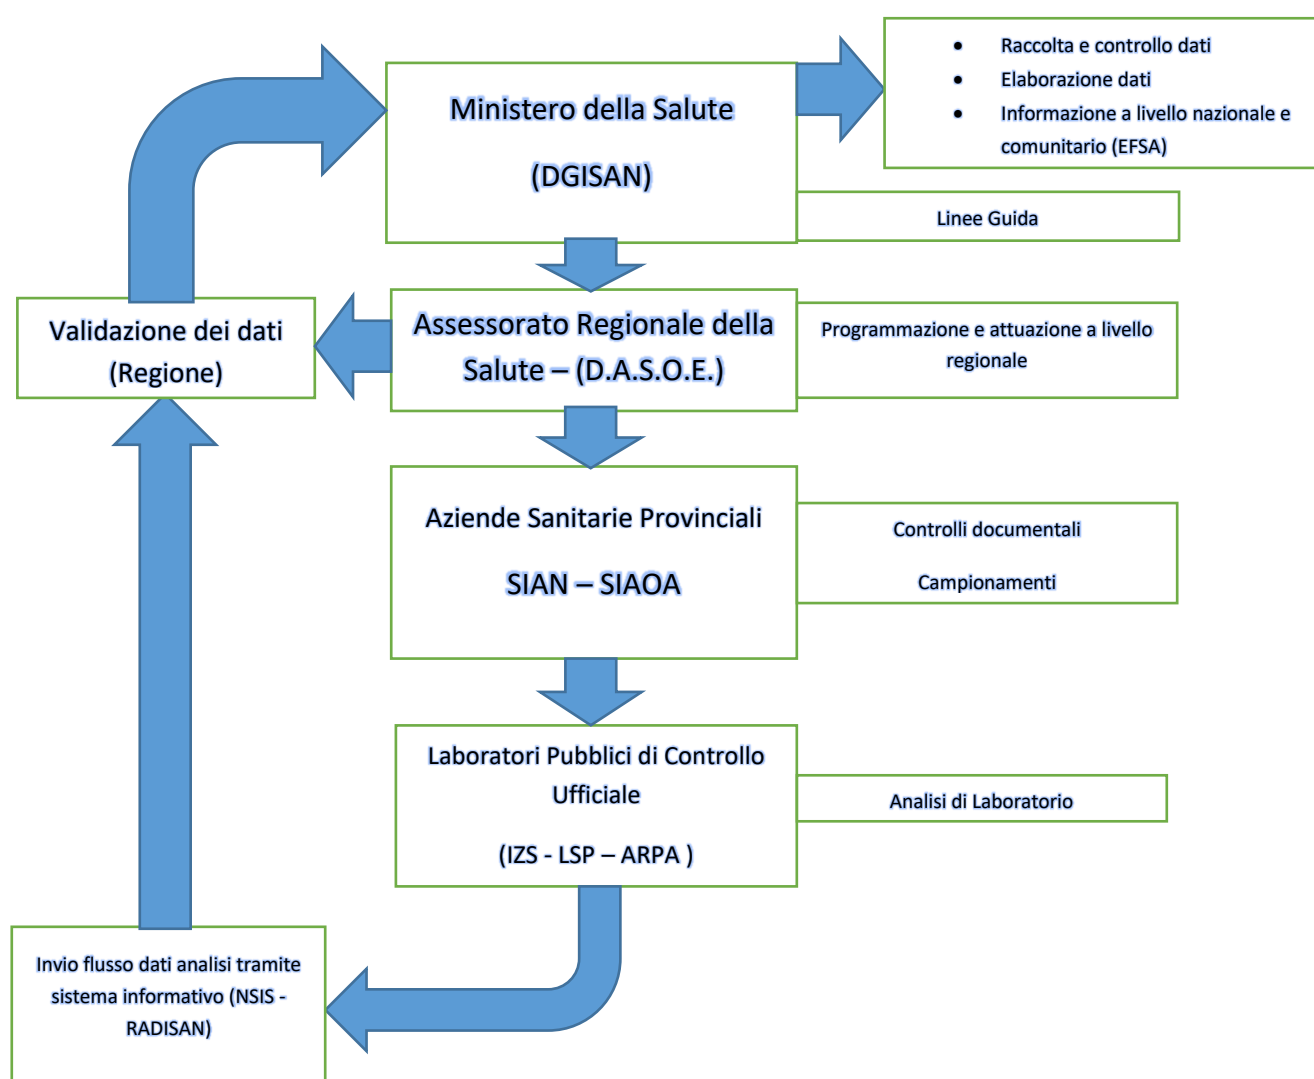 Ministero della Salute
(DGISAN)
• Raccolta e controllo dati
• Elaborazione dati
• Informazione a livello nazionale e
comunitario (EFSA)
Linee Guida
Validazione dei dati
(Regione)
Assessorato Regionale della
Salute – (D.A.S.O.E.)
Programmazione e attuazione a livello
regionale
Aziende Sanitarie Provinciali
SIAN – SIAOA
Controlli documentali
Campionamenti
Laboratori Pubblici di Controllo
Ufficiale
(IZS - LSP – ARPA )
Analisi di Laboratorio
Invio flusso dati analisi tramite
sistema informativo (NSIS -
RADISAN)